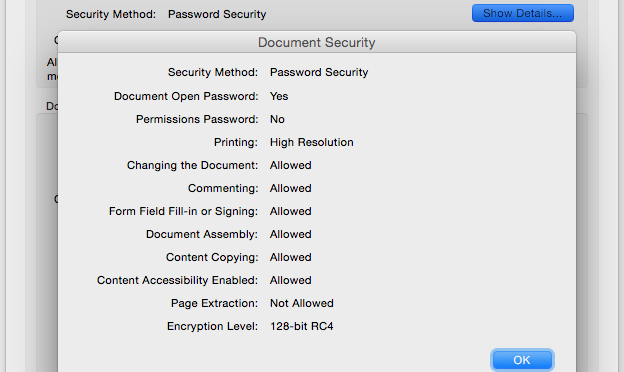 Security Method: Password Security Show Details...
Document Security
Al
mo
Do
Security Method: Password Security
Document Open Password: Yes
Permissions Password: No
Printing: High Resolution
Changing the Document: Allowed
Commenting: Allowed
Form Field Fill-in or Signing: Allowed
Document Assembly: Allowed
Content Copying: Allowed
Content Accessibility Enabled: Allowed
Page Extraction: Not Allowed
Encryption Level: 128-bit RC4
OK